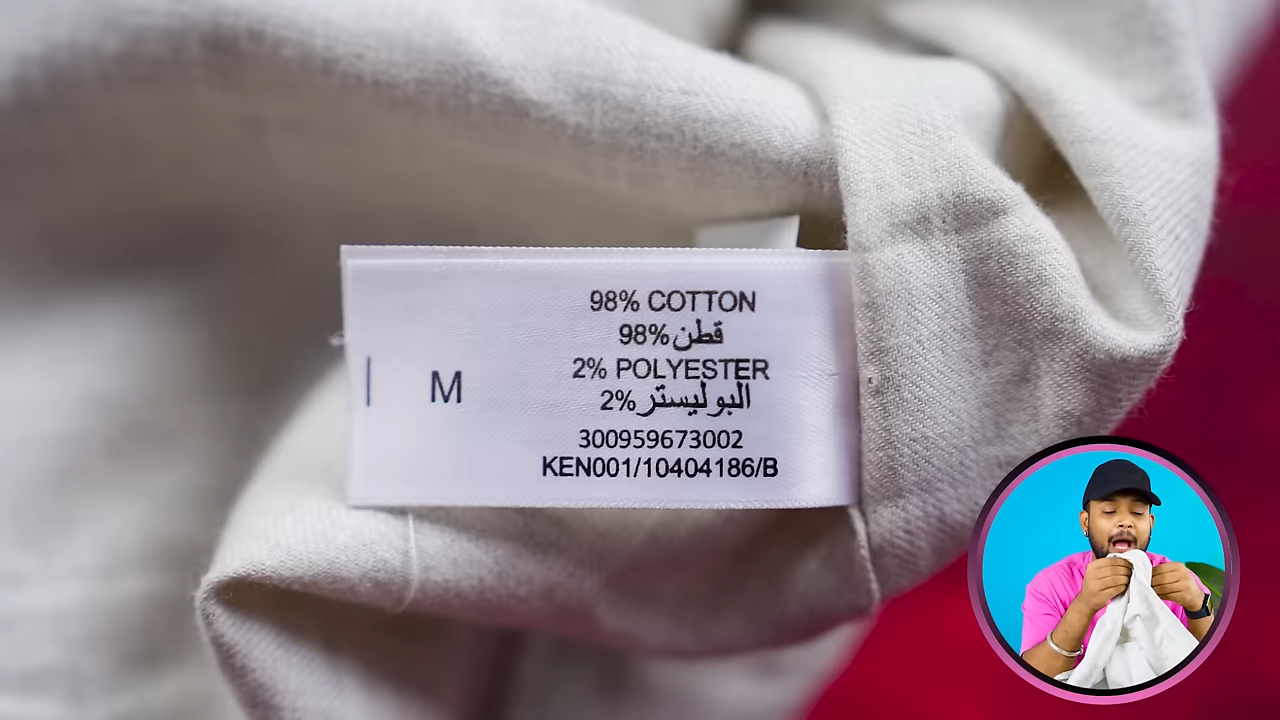 M
98% COTTON
98% قطن
2% POLYESTER
2% البوليستر
300959673002
KEN001/10404186/B